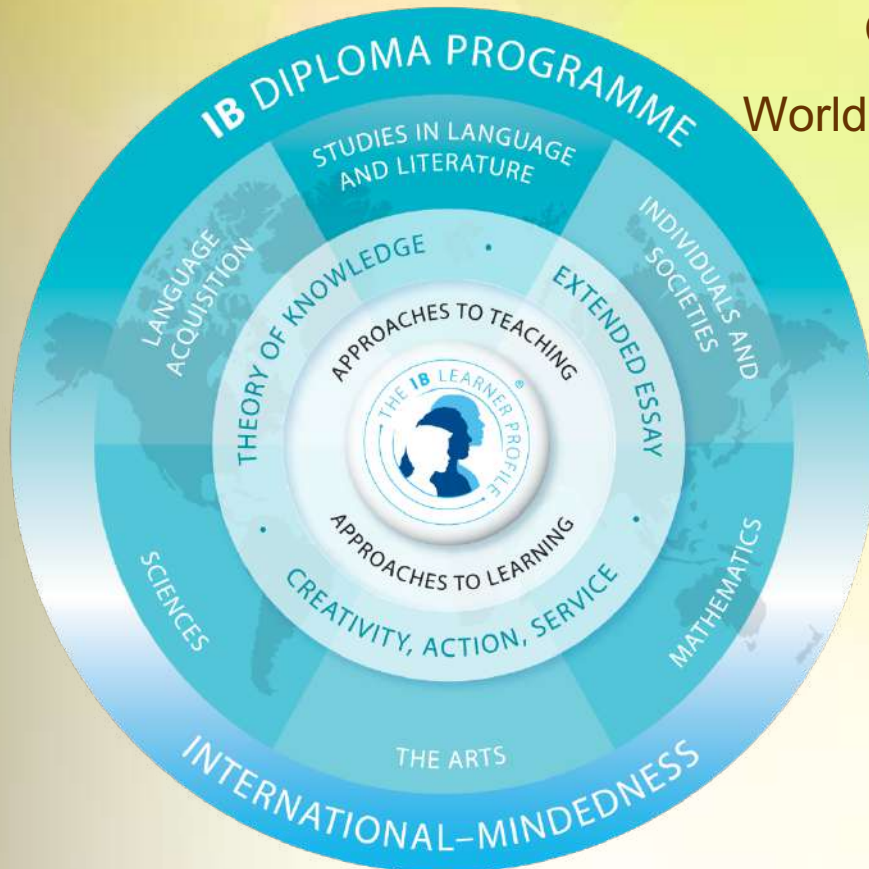 World
IB DIPLOMA PROGRAMME
STUDIES IN LANGUAGE
AND LITERATURE
LANGUAGE
ACQUISITION
INDIVIDUALS AND
SOCIETIES
THEORY OF KNOWLEDGE
EXTENDED ESSAY
APPROACHES TO TEACHING
THE IB LEARNER PROFILE ®
APPROACHES TO LEARNING
CREATIVITY, ACTION, SERVICE
SCIENCES
MATHEMATICS
THE ARTS
INTERNATIONAL–MINDEDNESS